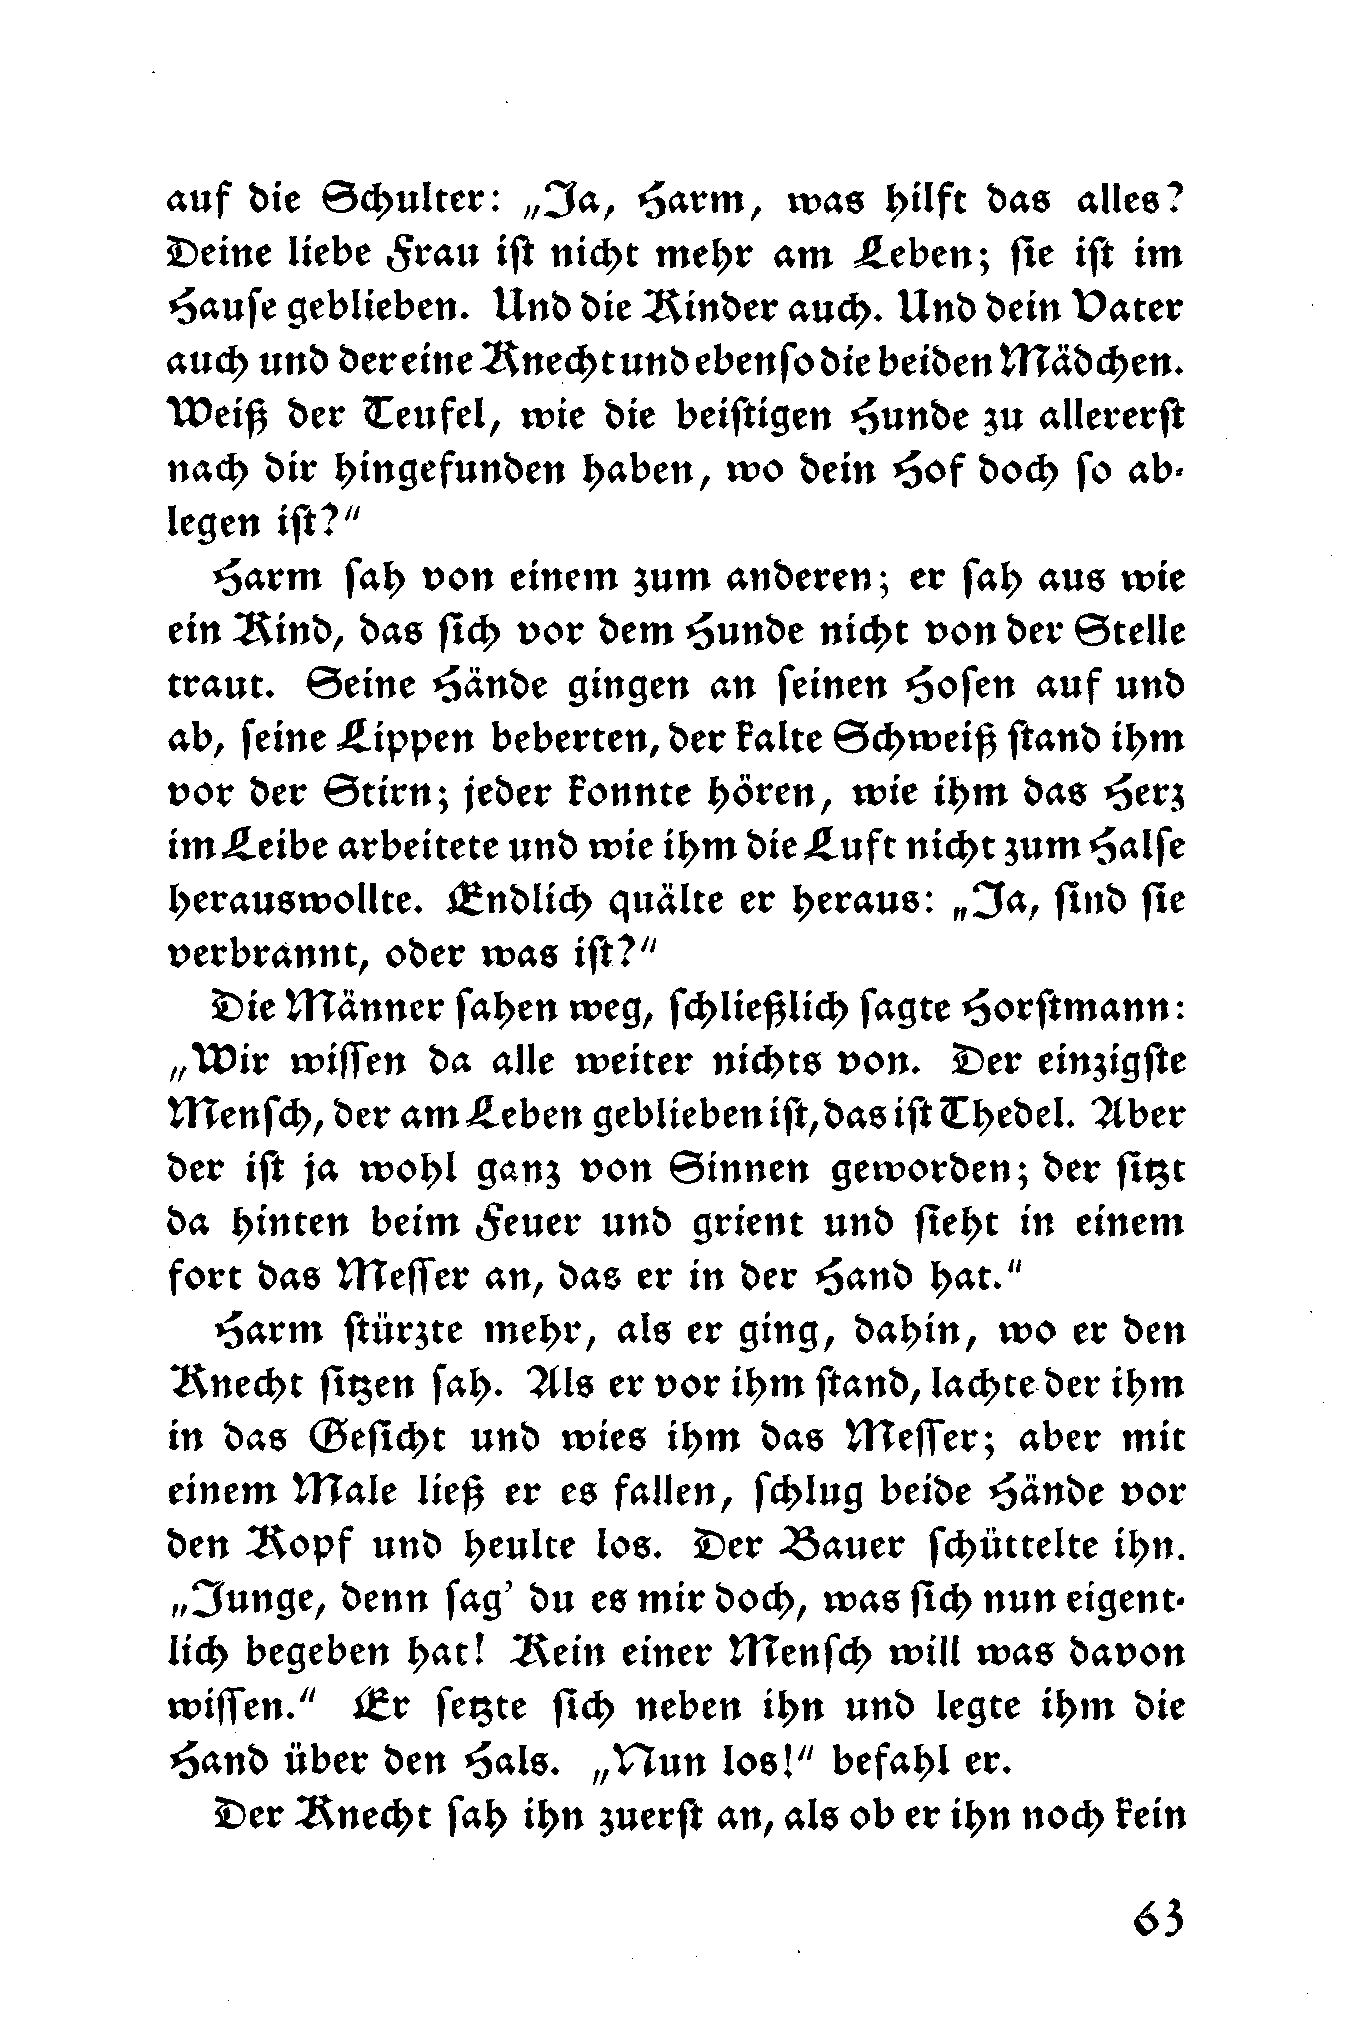 auf die Schulter: „Ja, Harm, was hilft das alles?
Deine liebe Frau ist nicht mehr am Leben; sie ist im
Hause geblieben. Und die Kinder auch. Und dein Vater
auch und der eine Knecht und ebenso die beiden Mädchen.
Weiß der Teufel, wie die beistigen Hunde zu allererst
nach dir hingefunden haben, wo dein Hof doch so ab-
legen ist?“
Harm sah von einem zum anderen; er sah aus wie
ein Kind, das sich vor dem Hunde nicht von der Stelle
traut. Seine Hände gingen an seinen Hosen auf und
ab, seine Lippen beberten, der kalte Schweiß stand ihm
vor der Stirn; jeder konnte hören, wie ihm das Herz
im Leibe arbeitete und wie ihm die Luft nicht zum Halse
herauswollte. Endlich quälte er heraus: „Ja, sind sie
verbrannt, oder was ist?“
Die Männer sahen weg, schließlich sagte Horstmann:
„Wir wissen da alle weiter nichts von. Der einzigste
Mensch, der am Leben geblieben ist, das ist Thedel. Aber
der ist ja wohl ganz von Sinnen geworden; der sitzt
da hinten beim Feuer und grient und sieht in einem
fort das Messer an, das er in der Hand hat.“
Harm stürzte mehr, als er ging, dahin, wo er den
Knecht sitzen sah. Als er vor ihm stand, lachte der ihm
in das Gesicht und wies ihm das Messer; aber mit
einem Male ließ er es fallen, schlug beide Hände vor
den Kopf und heulte los. Der Bauer schüttelte ihn.
„Junge, denn sag’ du es mir doch, was sich nun eigent-
lich begeben hat! Kein einer Mensch will was davon
wissen.“ Er setzte sich neben ihn und legte ihm die
Hand über den Hals. „Nun los!“ befahl er.
Der Knecht sah ihn zuerst an, als ob er ihn noch kein
63